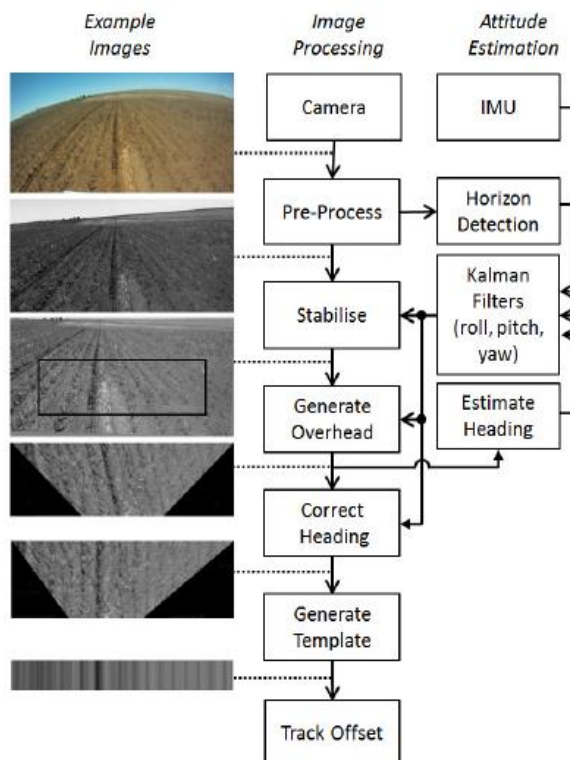 Example
Images
Image
Processing
Attitude
Estimation
Camera
IMU
Pre-Process
Horizon
Detection
Stabilise
Kalman
Filters
(roll, pitch,
yaw)
Generate
Overhead
Estimate
Heading
Correct
Heading
Generate
Template
Track Offset